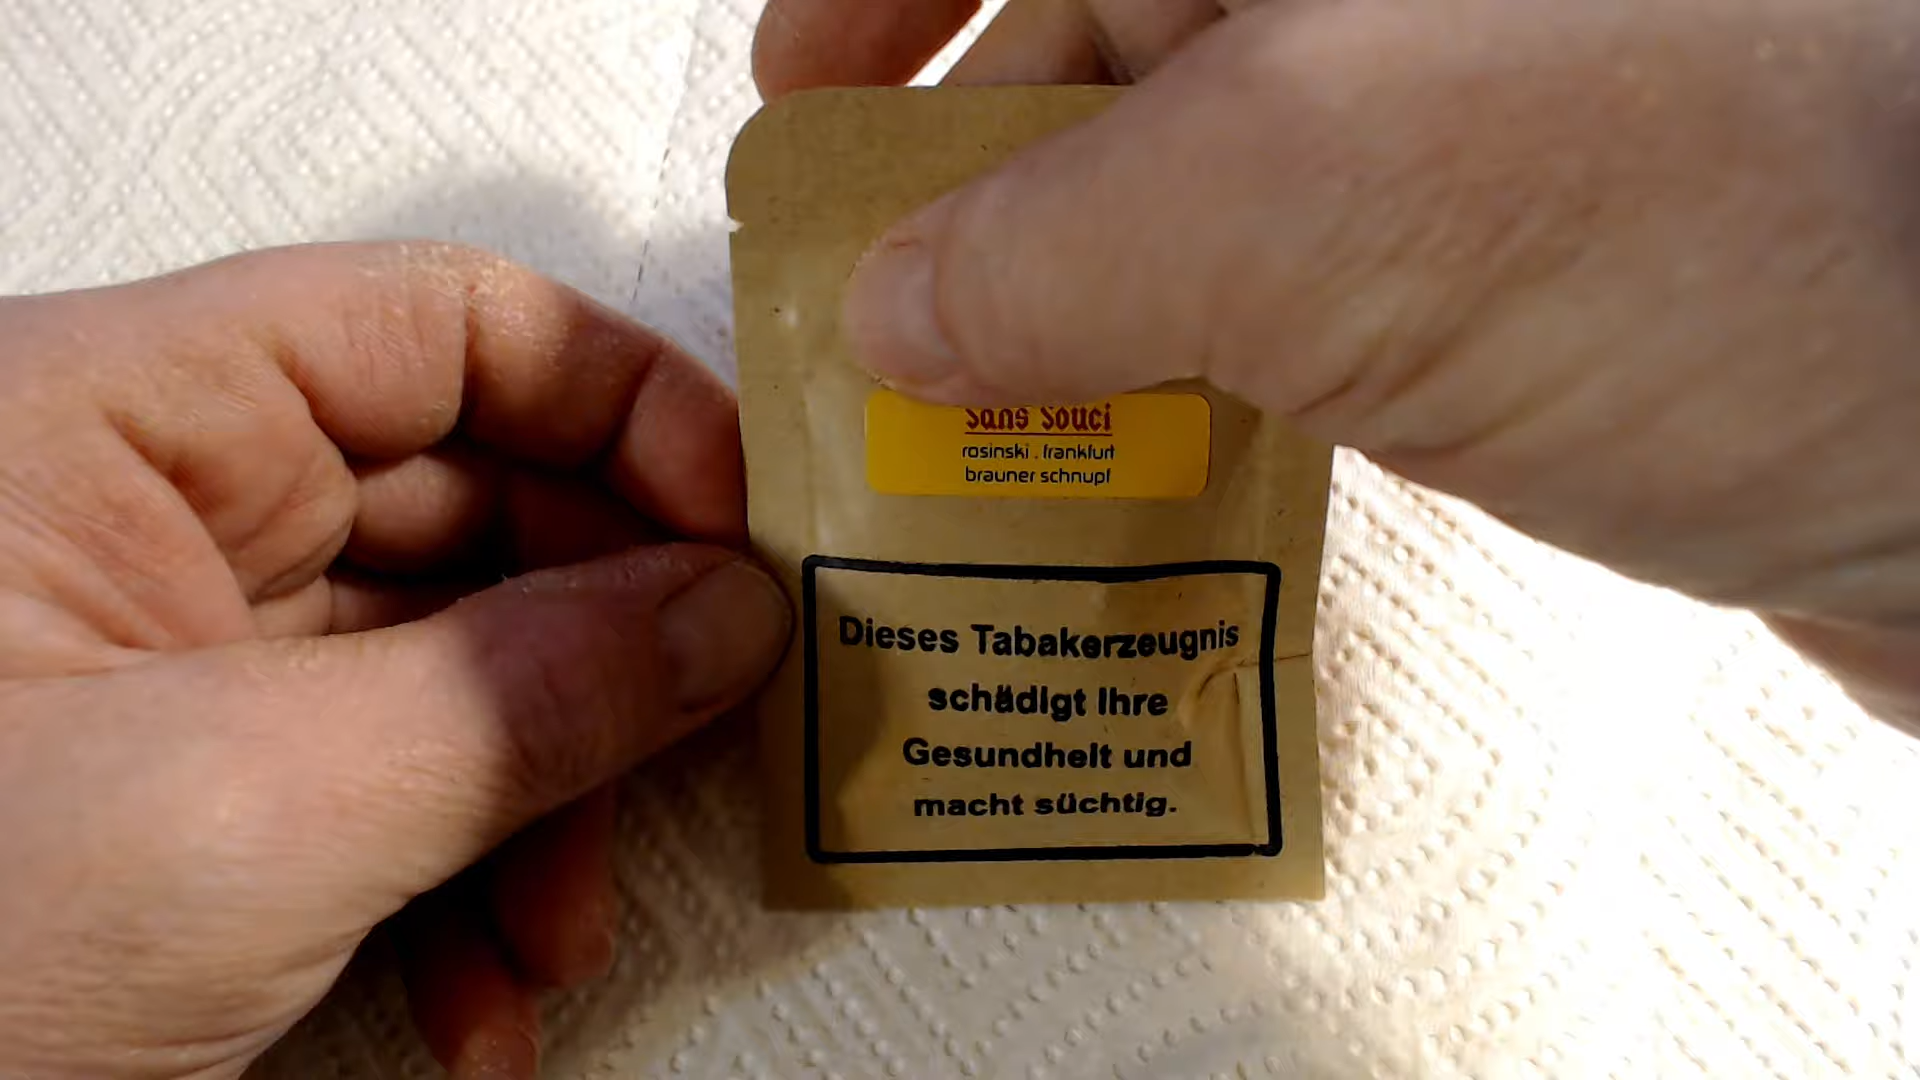 Sans Souci
rosinski . frankfurt
brauner schnupf
Dieses Tabakerzeugnis
schädigt Ihre
Gesundheit und
macht süchtig.